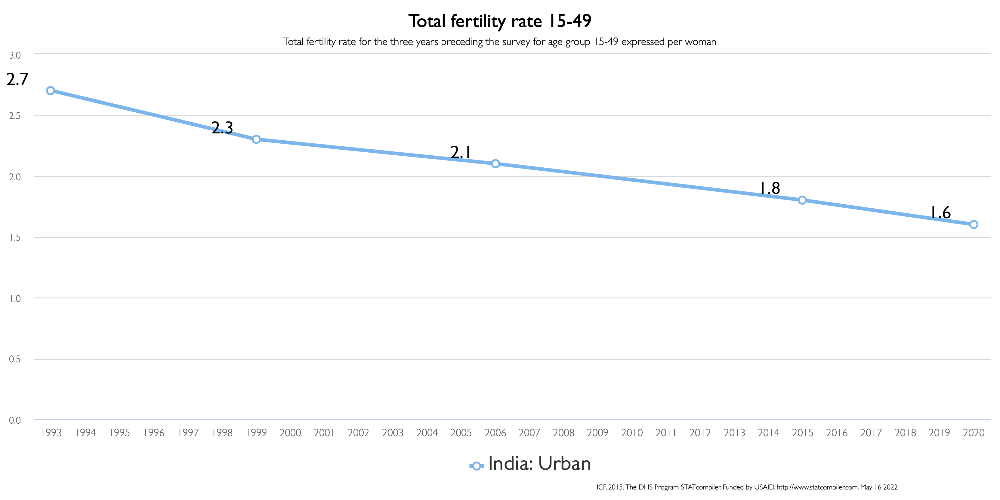 Total fertility rate 15-49
Total fertility rate for the three years preceding the survey for age group 15-49 expressed per woman
3.0
2.7
2.5
2.3
2.1
2.0
1.8
1.6
1.5
1.0
0.5
0.0
1993 1994 1995 1996 1997 1998 1999 2000 2001 2002 2003 2004 2005 2006 2007 2008 2009 2010 2011 2012 2013 2014 2015 2016 2017 2018 2019 2020
India: Urban
ICF, 2015. The DHS Program STATcompiler. Funded by USAID. http://www.statcompiler.com. May 16 2022